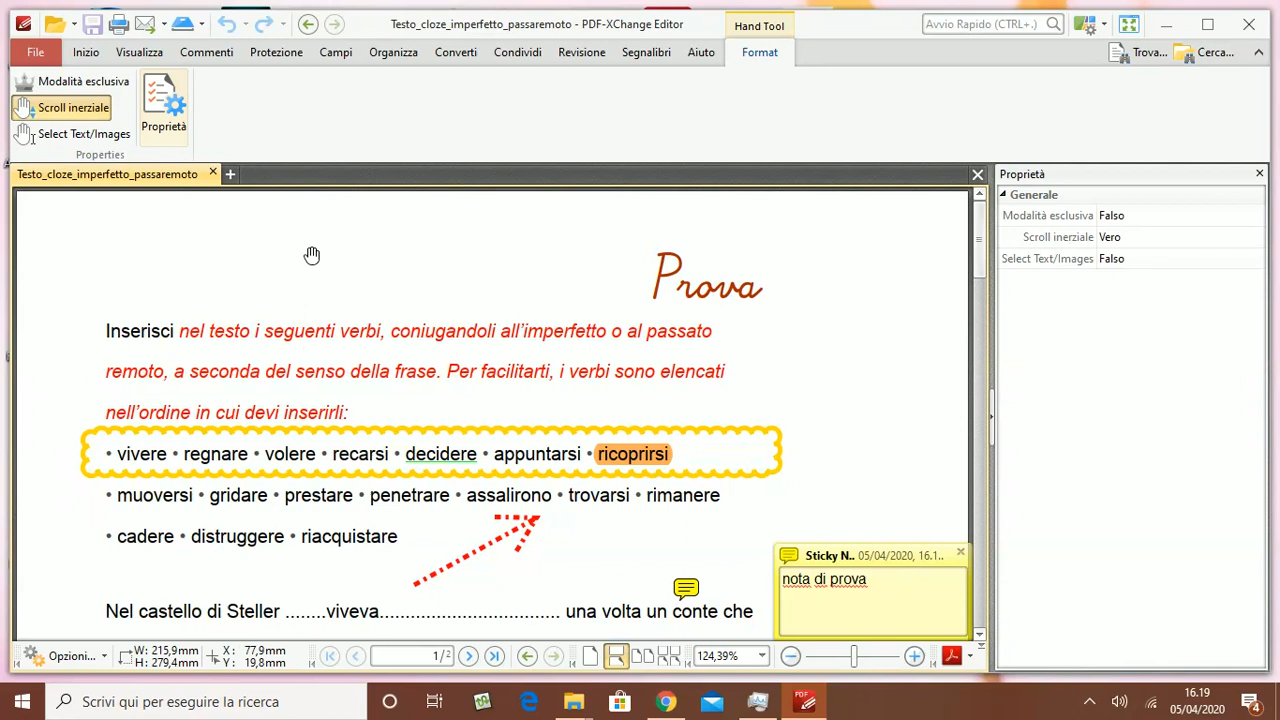 Testo_cloze_imperfetto_passaremoto - PDF-XChange Editor
Hand Tool
Avvio Rapido (CTRL+.)
File Inizio Visualizza Commenti Protezione Campi Organizza Converti Condividi Revisione Segnalibri Aiuto Format Trova... Cerca...
Modalità esclusiva
Scroll inerziale
Select Text/Images
Proprietà
Properties
Testo_cloze_imperfetto_passaremoto
Prova
Inserisci nel testo i seguenti verbi, coniugandoli all'imperfetto o al passato
remoto, a seconda del senso della frase. Per facilitarti, i verbi sono elencati
nell'ordine in cui devi inserirli:
• vivere • regnare • volere • recarsi • decidere • appuntarsi • ricoprirsi
• muoversi • gridare • prestare • penetrare • assalirono • trovarsi • rimanere
• cadere • distruggere • riacquistare
Nel castello di Steller ........viveva.................................. una volta un conte che
Sticky N.. 05/04/2020, 16.1..
nota di prova
Proprietà
Generale
Modalità esclusiva Falso
Scroll inerziale Vero
Select Text/Images Falso
Opzioni...
W: 215,9mm
H: 279,4mm
X: 77,9mm
Y: 19,8mm
1/2
124,39%
PDF
Scrivi qui per eseguire la ricerca
16.19
05/04/2020
4